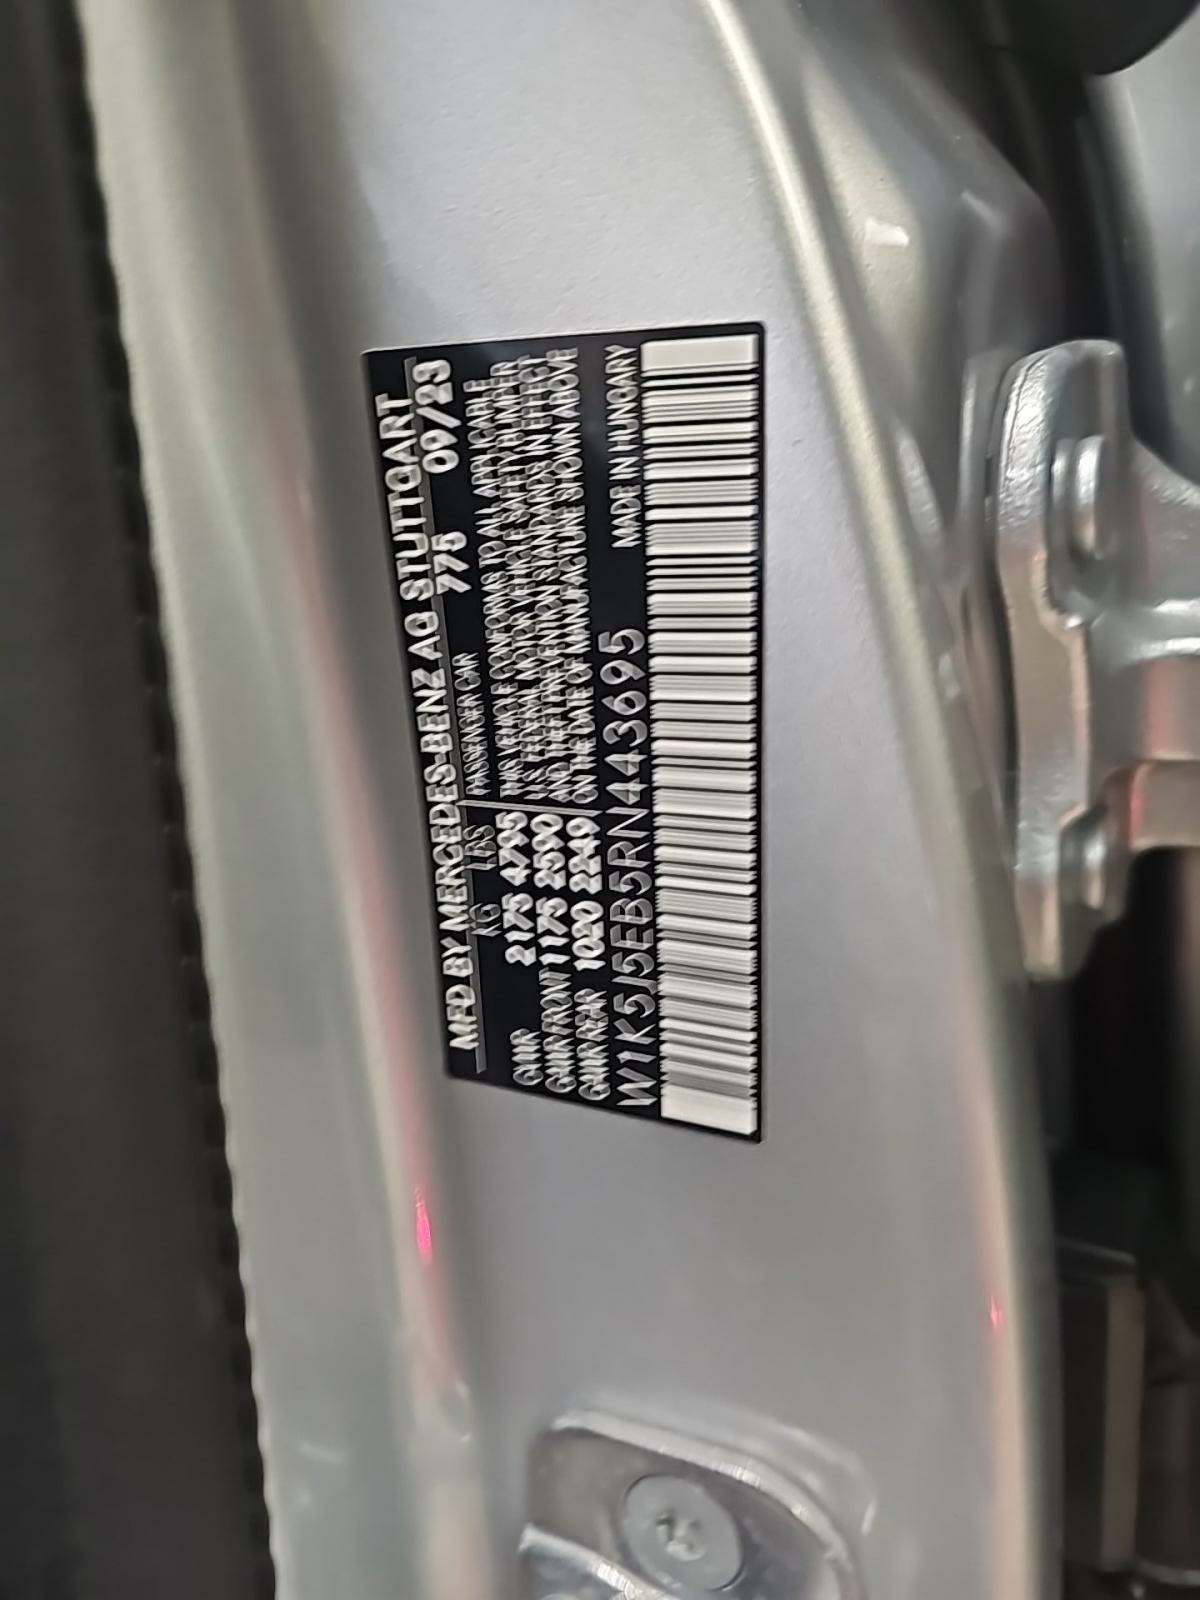 MFD BY MERCEDES-BENZ AG STUTTGART
KG LBS PASSENGER CAR 775 09/23
GVWR 2175 4795 THIS VEHICLE CONFORMS TO ALL APPLICABLE
U.S. FEDERAL MOTOR VEHICLE SAFETY BUMPER
GAWR FRONT 1175 2590 AND THEFT PREVENTION STANDARDS IN EFFECT
GAWR REAR 1020 2249 ON THE DATE OF MANUFACTURE SHOWN ABOVE
W1K5J5EB5RN443695 MADE IN HUNGARY